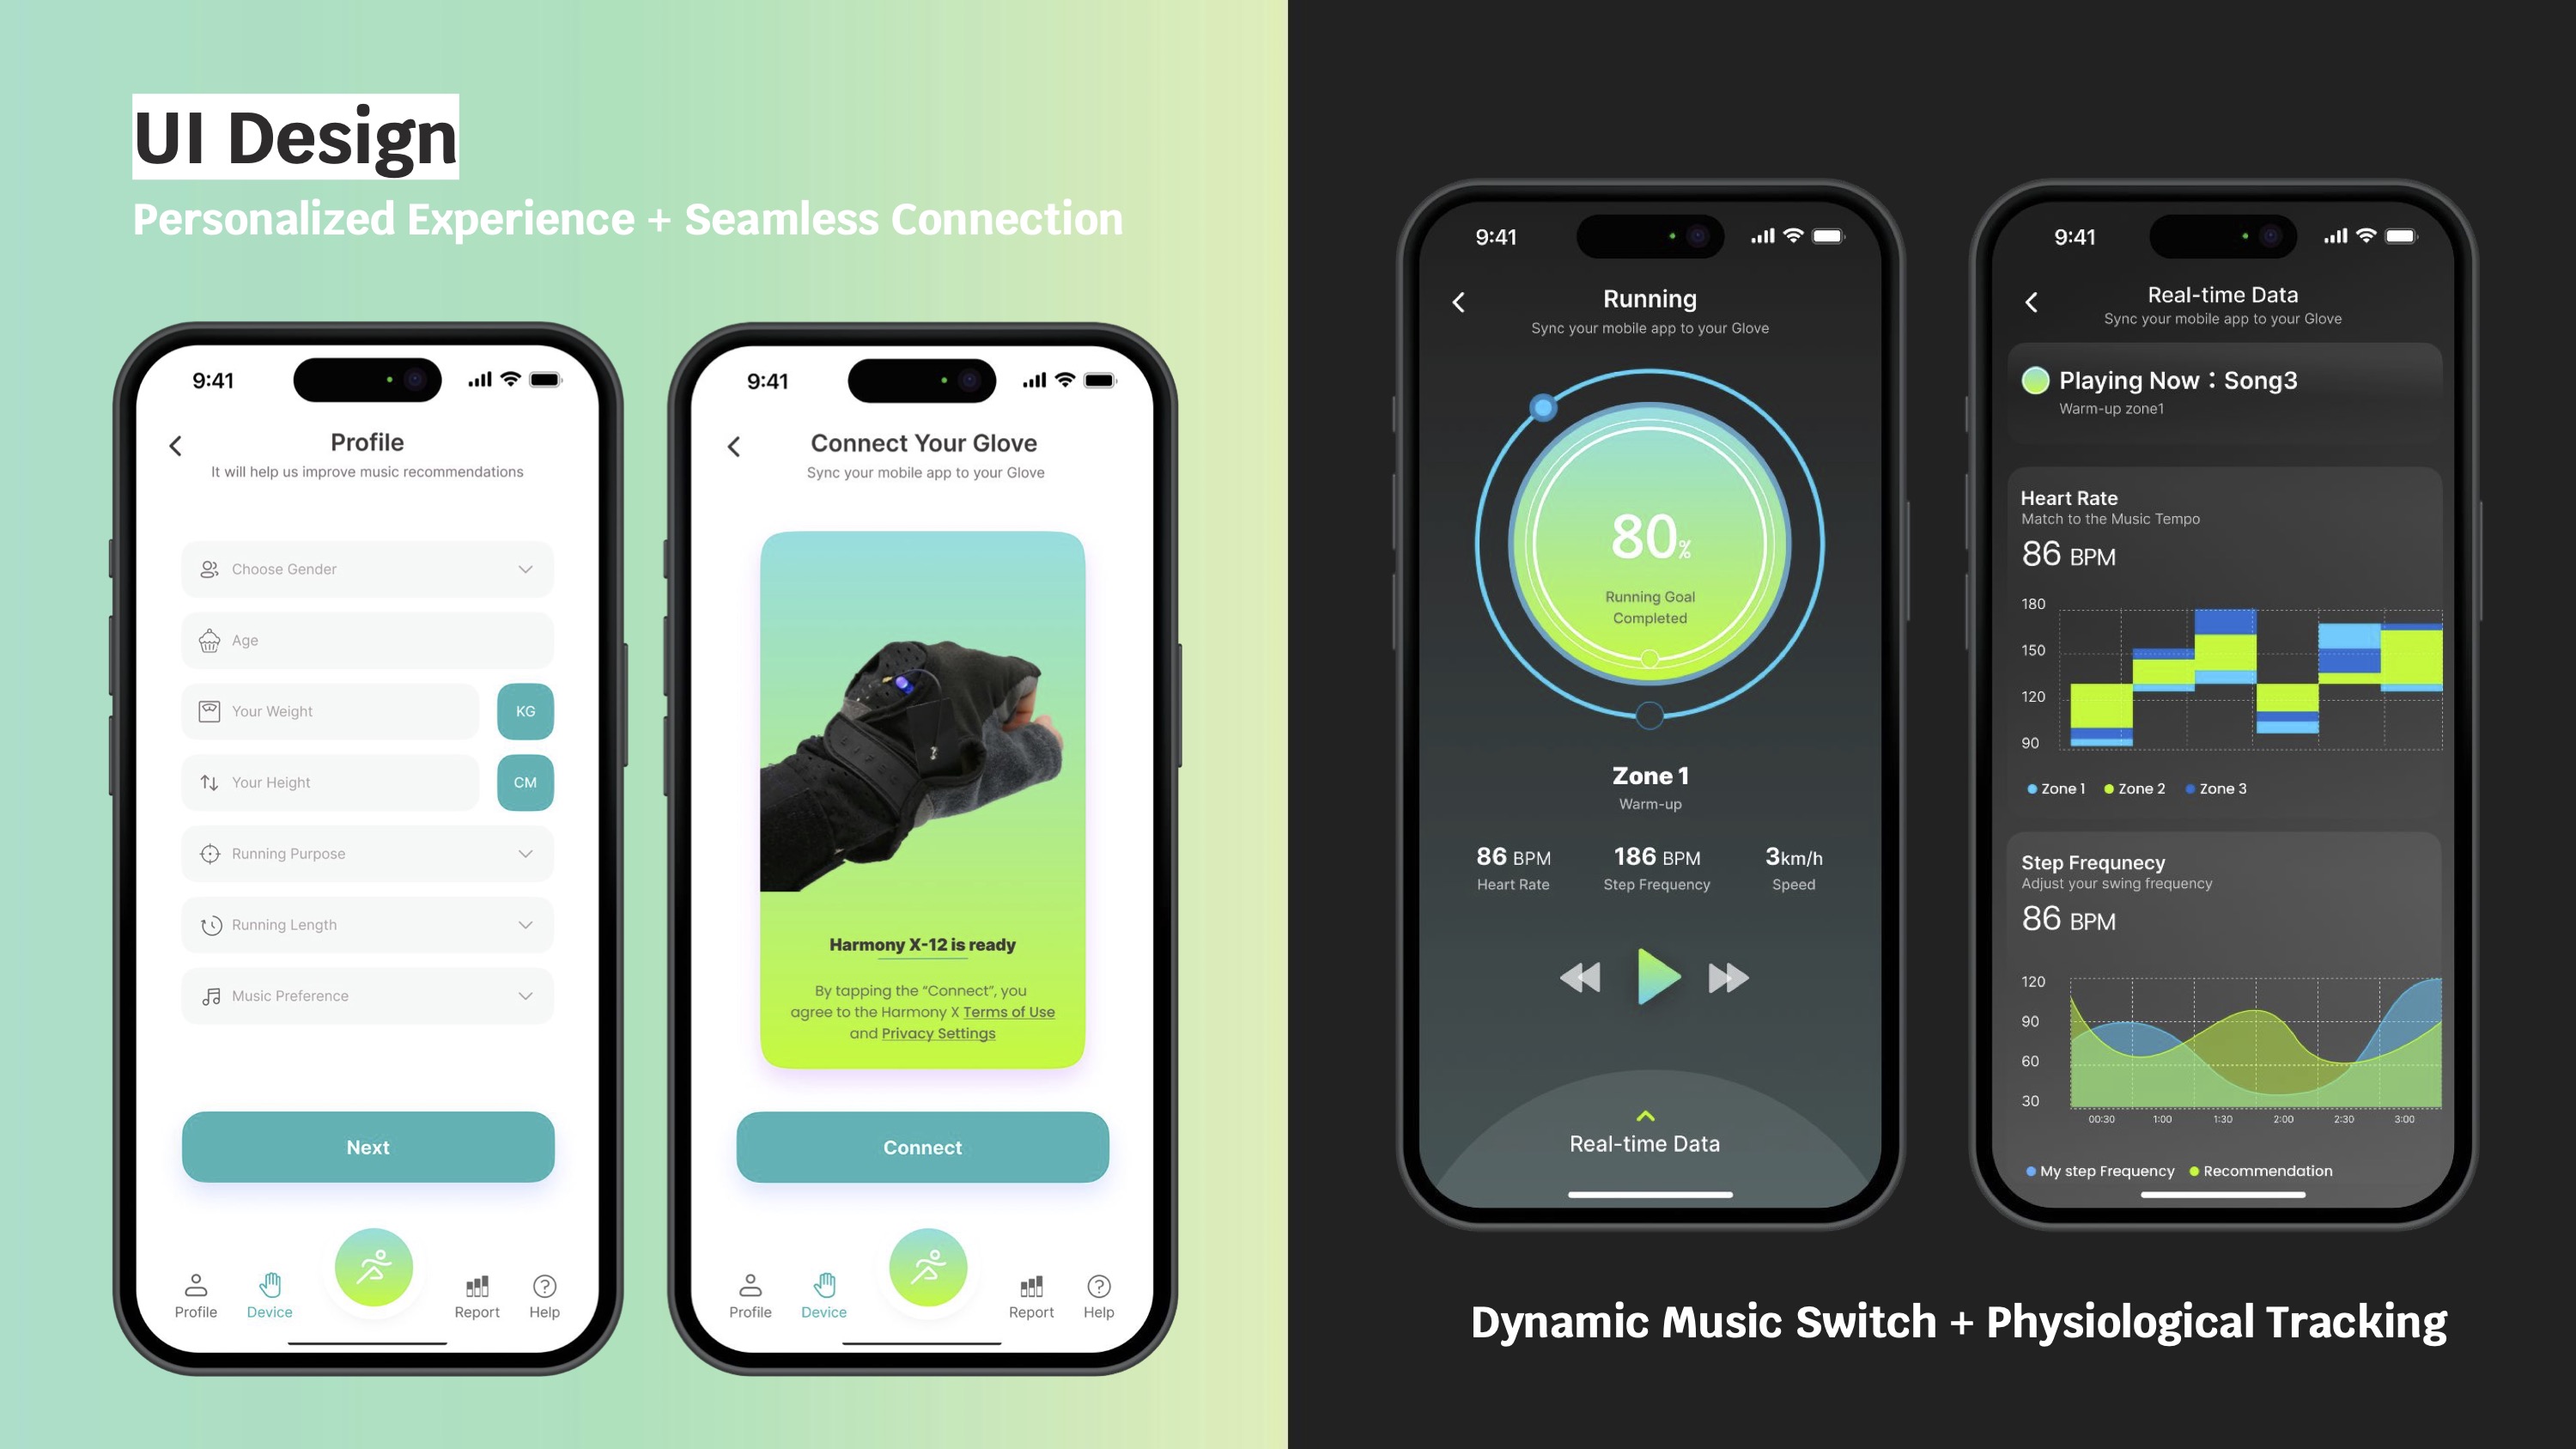 UI Design
Personalized Experience + Seamless Connection
9:41
Profile
It will help us improve music recommendations
Choose Gender
Age
Your Weight
KG
Your Height
CM
Running Purpose
Running Length
Music Preference
Next
Profile
Device
Report
Help
9:41
Connect Your Glove
Sync your mobile app to your Glove
Harmony X-12 is ready
By tapping the “Connect”, you
agree to the Harmony X Terms of Use
and Privacy Settings
Connect
Profile
Device
Report
Help
9:41
Running
Sync your mobile app to your Glove
80%
Running Goal
Completed
Zone 1
Warm-up
86 BPM
Heart Rate
186 BPM
Step Frequency
3km/h
Speed
Real-time Data
9:41
Real-time Data
Sync your mobile app to your Glove
Playing Now：Song3
Warm-up zone1
Heart Rate
Match to the Music Tempo
86 BPM
180
150
120
90
Zone 1 Zone 2 Zone 3
Step Frequnecy
Adjust your swing frequency
86 BPM
120
90
60
30
00:30 1:00 1:30 2:00 2:30 3:00
My step Frequency Recommendation
Dynamic Music Switch + Physiological Tracking